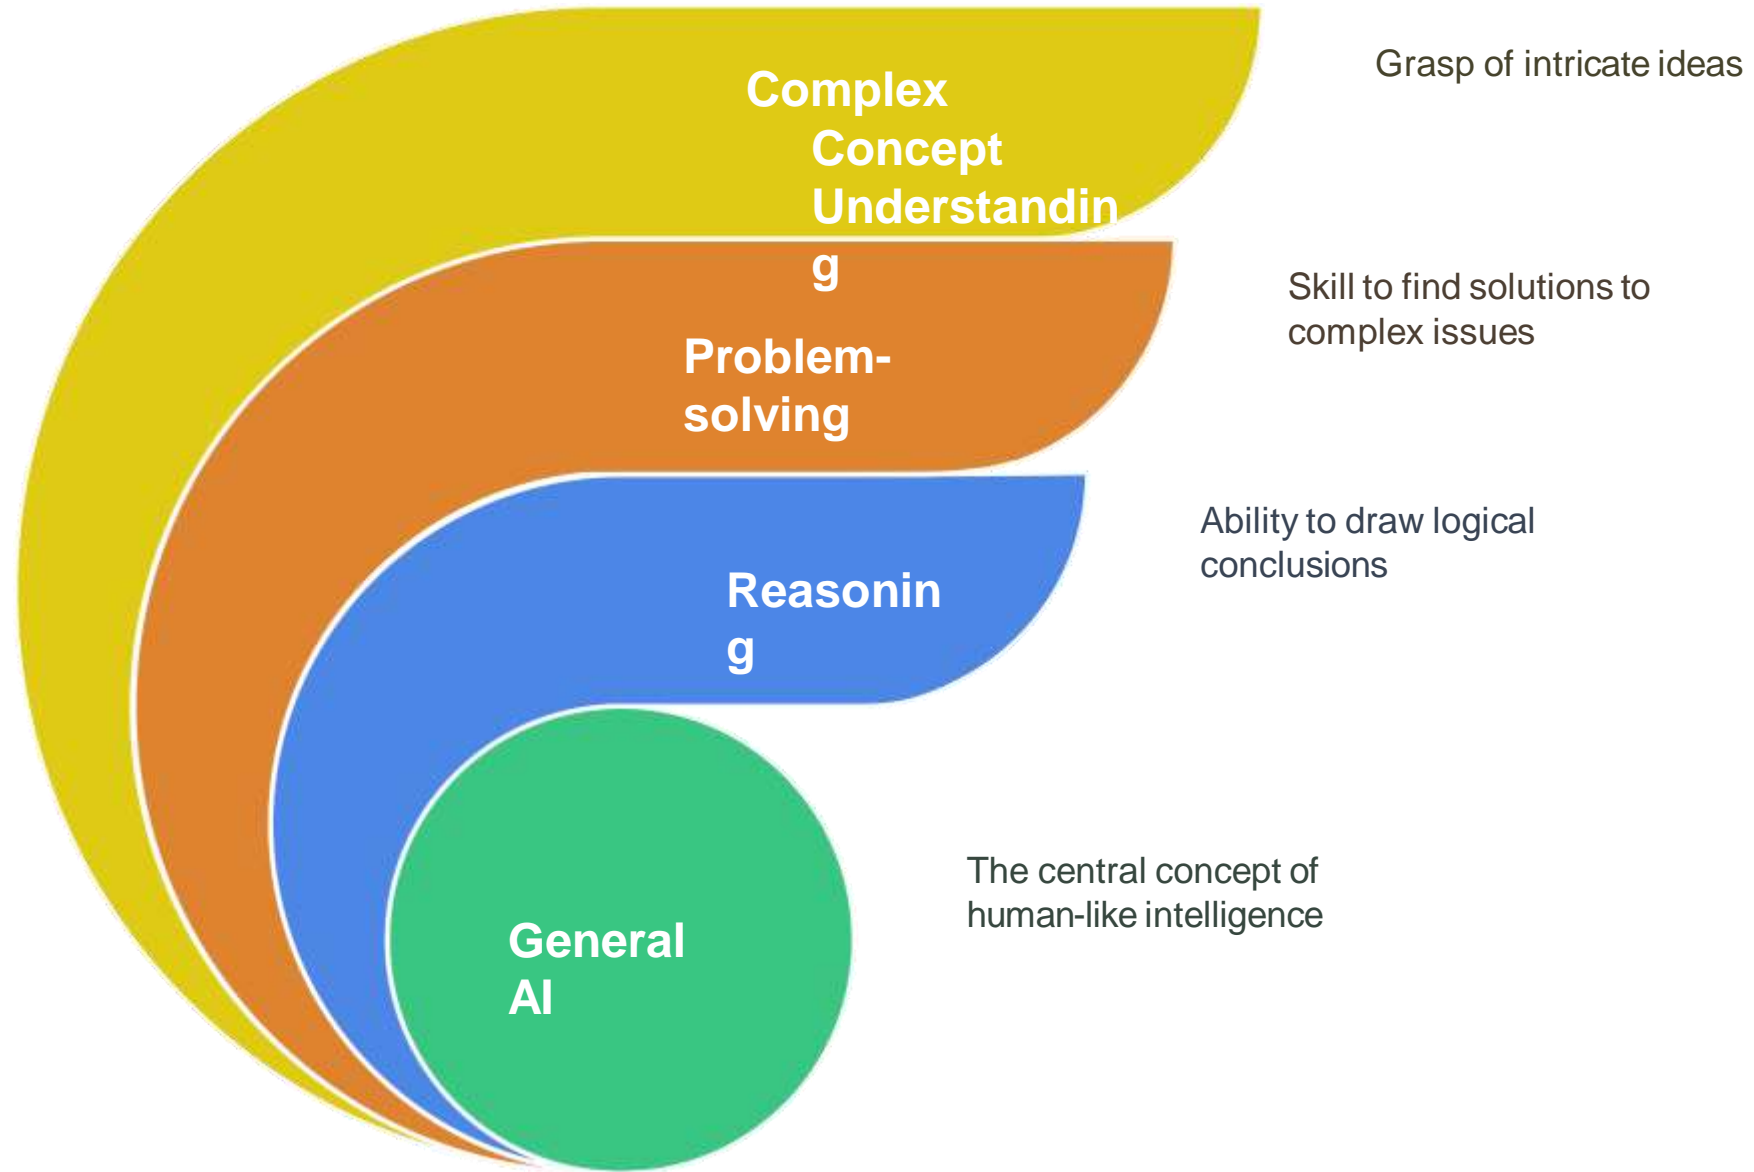 Complex
Concept
Understandin
g
Grasp of intricate ideas
Problem-
solving
Skill to find solutions to
complex issues
Reasonin
g
Ability to draw logical
conclusions
General
AI
The central concept of
human-like intelligence